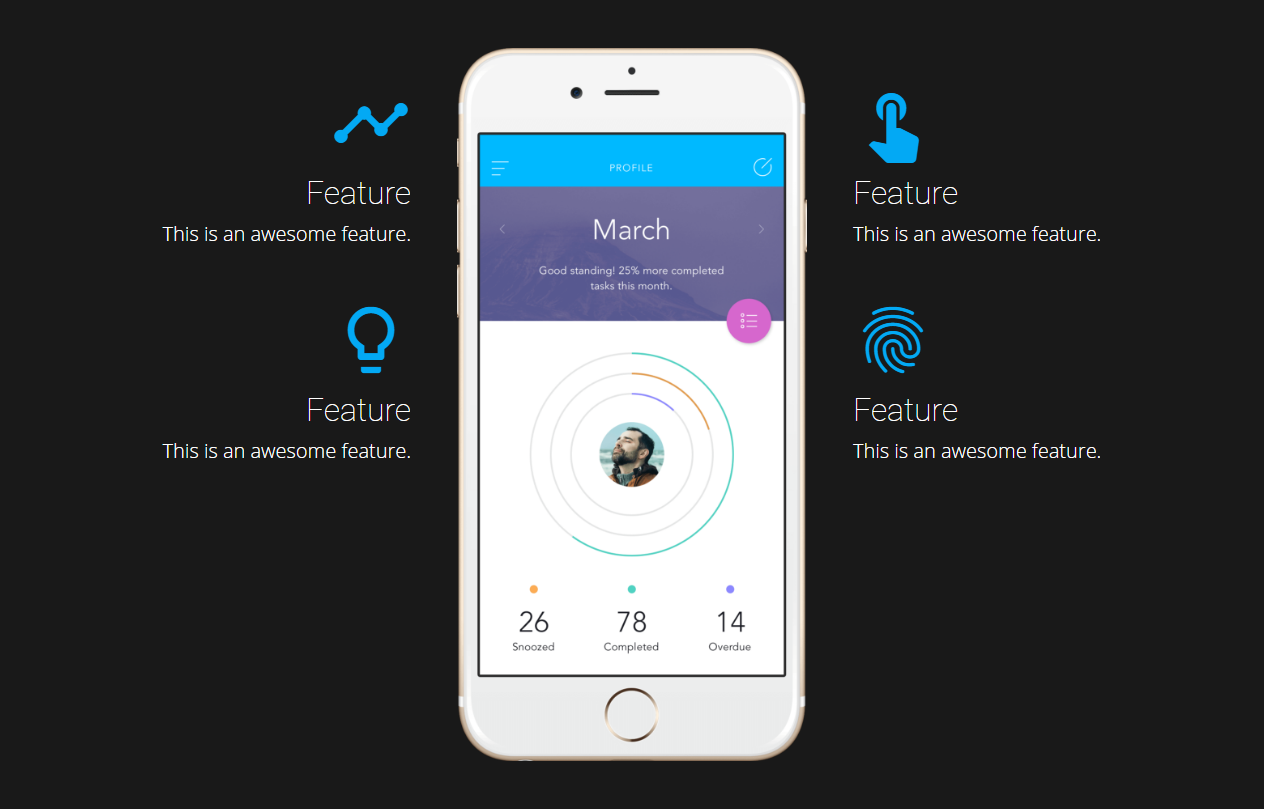 Feature
This is an awesome feature.
Feature
This is an awesome feature.
PROFILE
March
Good standing! 25% more completed
tasks this month.
26
Snoozed
78
Completed
14
Overdue
Feature
This is an awesome feature.
Feature
This is an awesome feature.